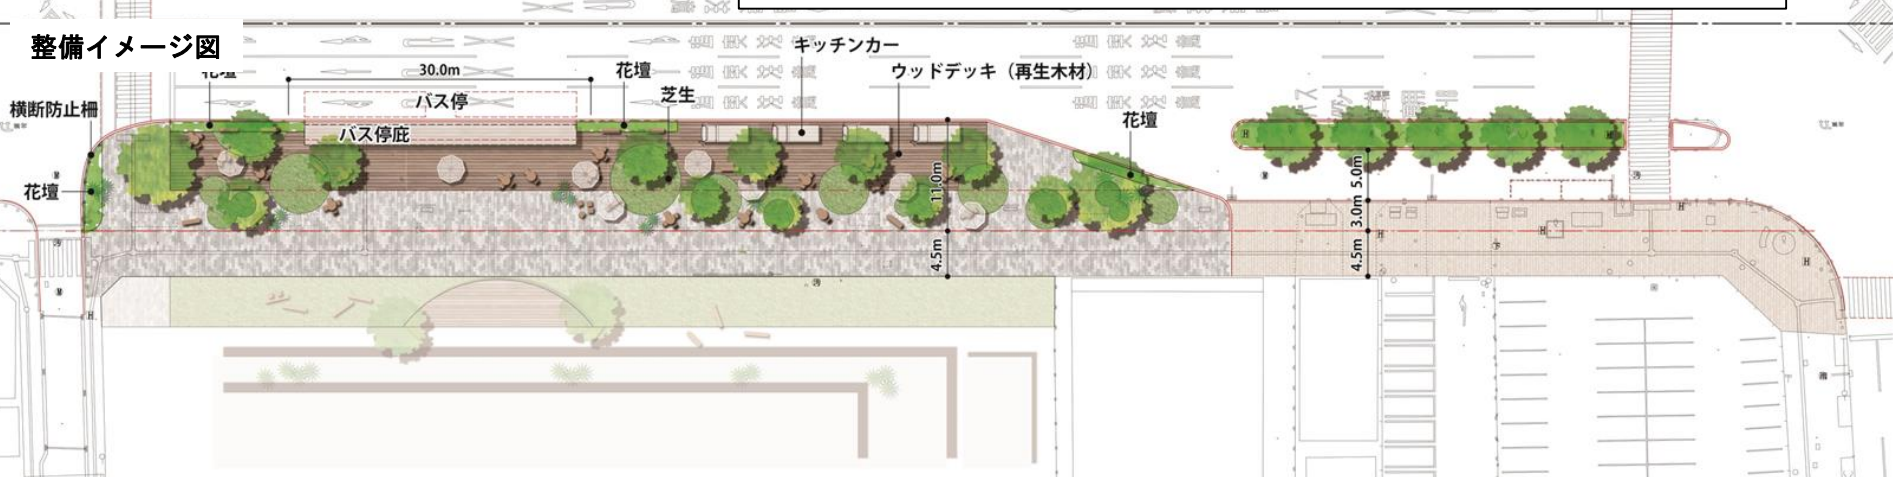 整備イメージ図
キッチンカー
30.0m
花壇
ウッドデッキ（再生木材）
花壇
芝生
バス停
横断防止柵
花壇
バス停庇
花壇
11.0m
5.0m
3.0m
4.5m
4.5m